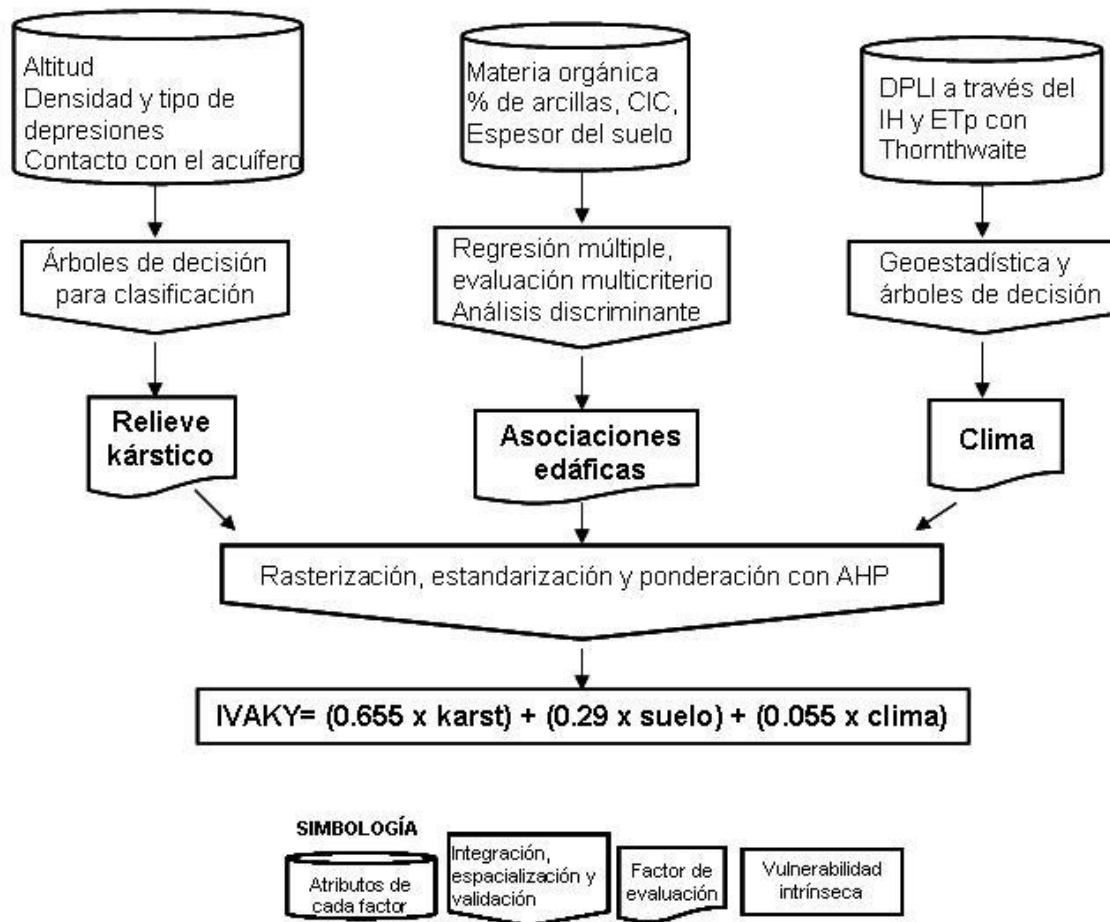 Altitud
Densidad y tipo de
depresiones
Contacto con el acuífero
Materia orgánica
% de arcillas, CIC,
Espesor del suelo
DPLI a través del
IH y ETp con
Thornthwaite
Árboles de decisión
para clasificación
Regresión múltiple,
evaluación multicriterio
Análisis discriminante
Geoestadística y
árboles de decisión
Relieve
kárstico
Asociaciones
edáficas
Clima
Rasterización, estandarización y ponderación con AHP
IVAKY= (0.655 x karst) + (0.29 x suelo) + (0.055 x clima)
SIMBOLOGÍA
Atributos de
cada factor
Integración,
espacialización y
validación
Factor de
evaluación
Vulnerabilidad
intrínseca